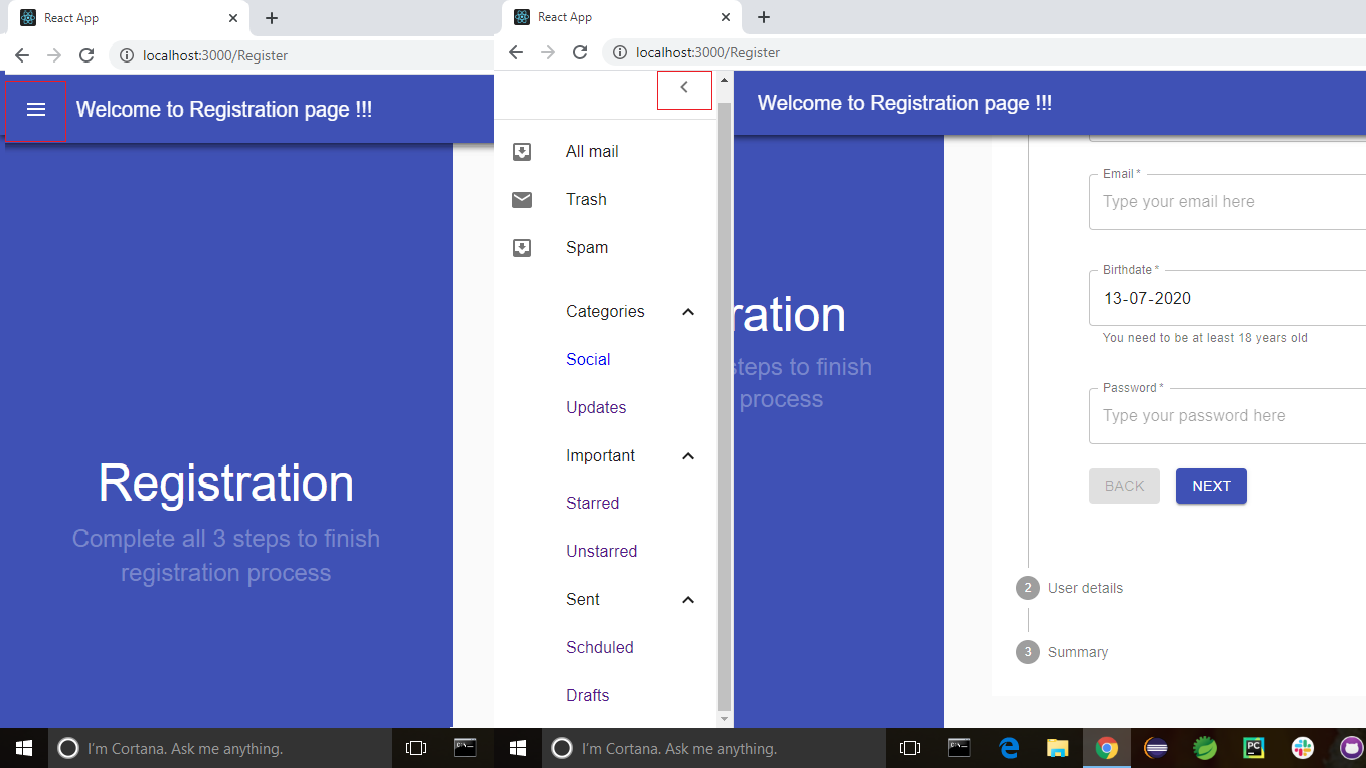 React App
localhost:3000/Register
Welcome to Registration page !!!
Registration
Complete all 3 steps to finish
registration process
I'm Cortana. Ask me anything.
React App
localhost:3000/Register
All mail
Trash
Spam
Categories
Social
Updates
Important
Starred
Unstarred
Sent
Schduled
Drafts
Welcome to Registration page !!!
ration
steps to finish
process
Email *
Type your email here
Birthdate *
13-07-2020
You need to be at least 18 years old
Password *
Type your password here
BACK NEXT
2 User details
3 Summary
I'm Cortana. Ask me anything.
PC